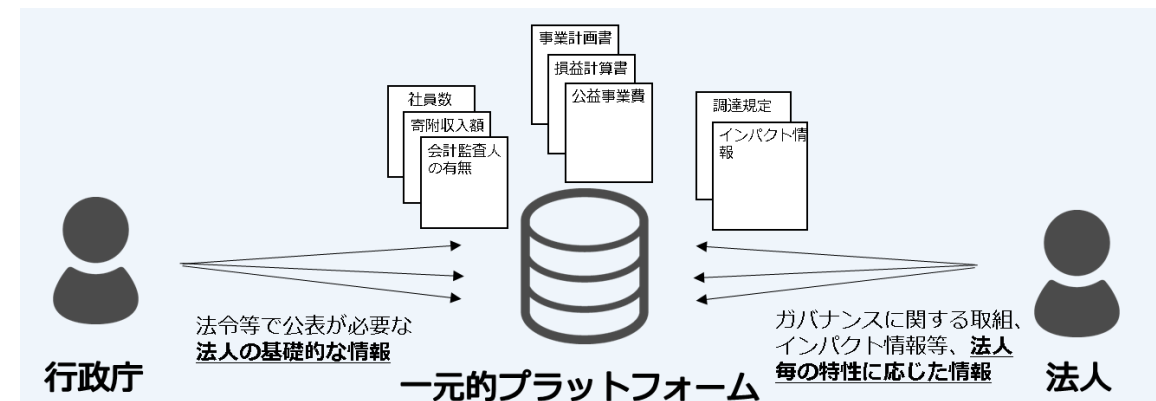 事業計画書
損益計算書
公益事業費
社員数
寄附収入額
会計監査人
の有無
調達規定
インパクト情
報
法令等で公表が必要な
法人の基礎的な情報
ガバナンスに関する取組、
インパクト情報等、法人
毎の特性に応じた情報
行政庁
一元的プラットフォーム
法人